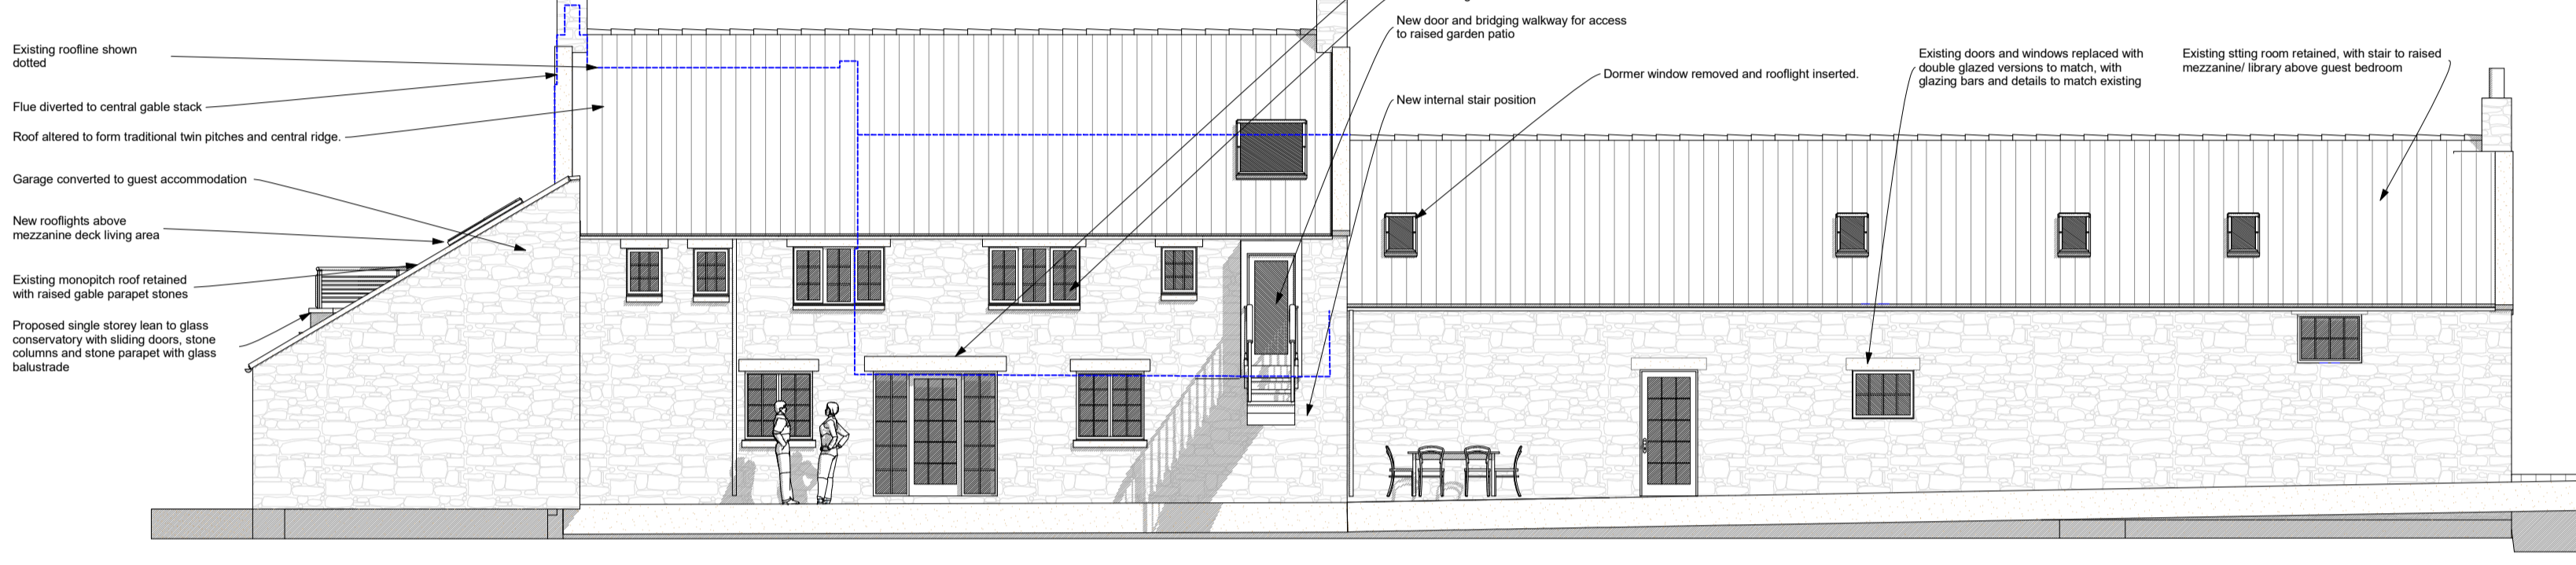 Existing roofline shown
dotted
Flue diverted to central gable stack
Roof altered to form traditional twin pitches and central ridge.
Garage converted to guest accommodation
New rooflights above
mezzanine deck living area
Existing monopitch roof retained
with raised gable parapet stones
Proposed single storey lean to glass
conservatory with sliding doors, stone
columns and stone parapet with glass
balustrade
New door and bridging walkway for access
to raised garden patio
New internal stair position
Dormer window removed and rooflight inserted.
Existing doors and windows replaced with
double glazed versions to match, with
glazing bars and details to match existing
Existing stting room retained, with stair to raised
mezzanine/ library above guest bedroom